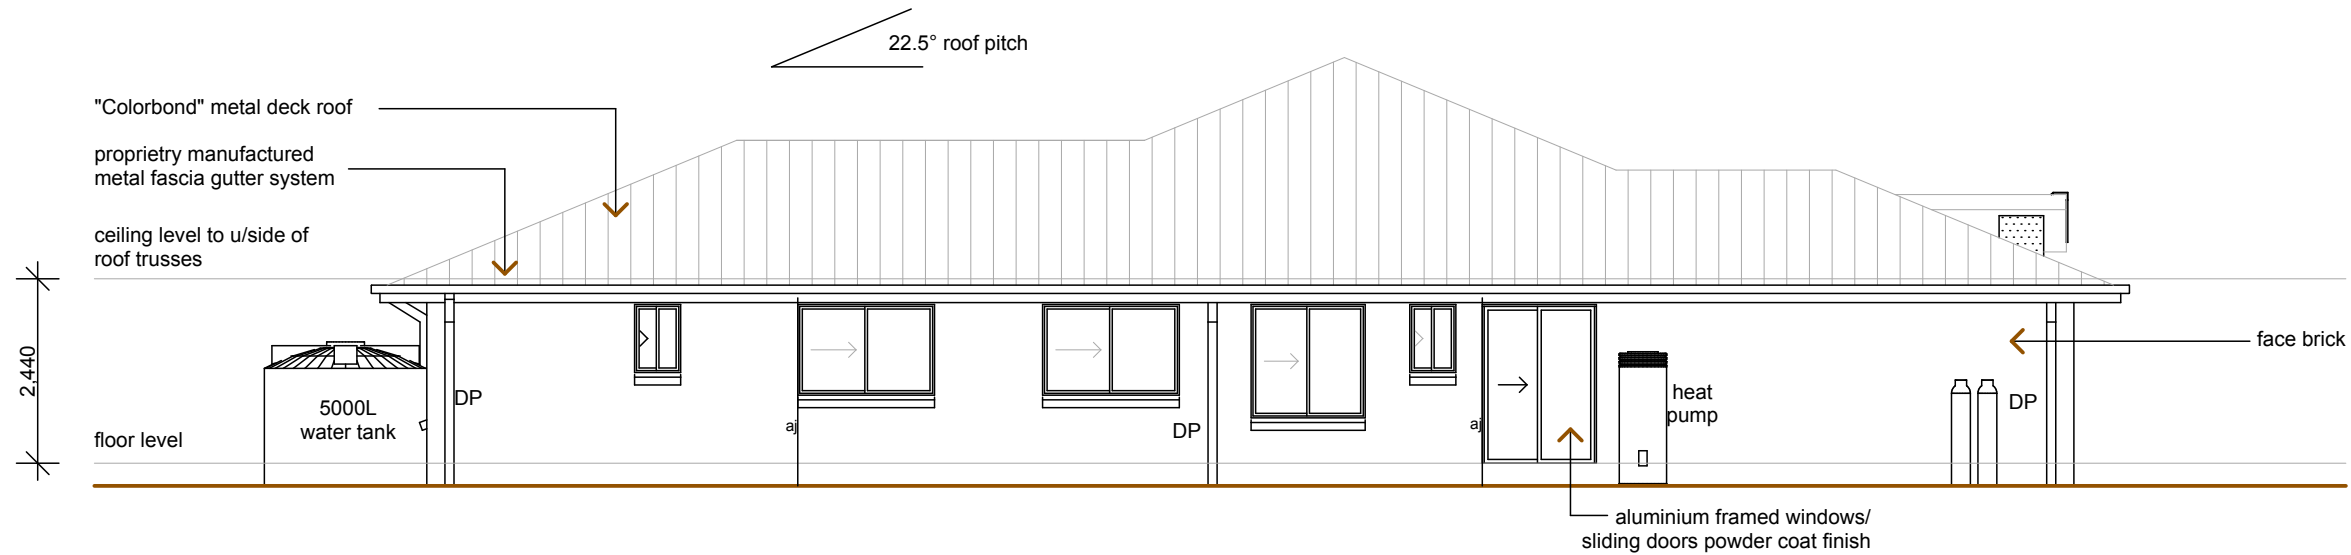 22.5° roof pitch
"Colorbond" metal deck roof
proprietry manufactured
metal fascia gutter system
ceiling level to u/side of
roof trusses
2,440
floor level
5000L
water tank
DP
aj
DP
aj
heat
pump
DP
face brick
aluminium framed windows/
sliding doors powder coat finish